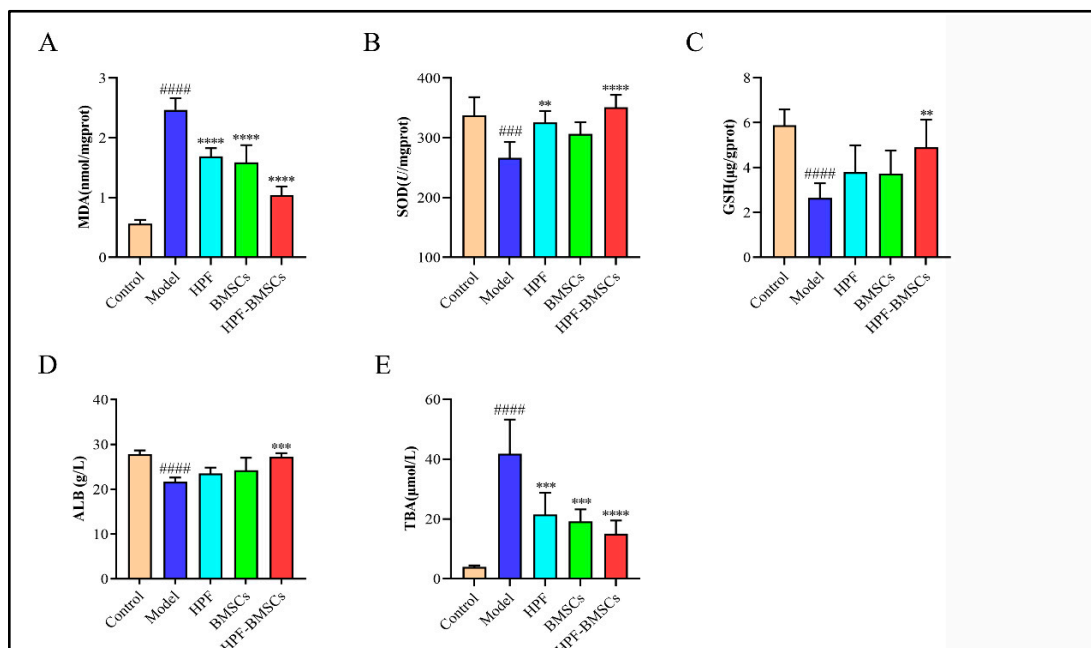 A
MDA(nmol/mgprot)
3
2
1
0
####
****
****
****
Control
Model
HPF
BMSCs
HPF-BMSCs
B
SOD(U/mgprot)
400
300
200
100
###
**
****
Control
Model
HPF
BMSCs
HPF-BMSCs
C
GSH(μg/gprot)
8
6
4
2
0
####
**
Control
Model
HPF
BMSCs
HPF-BMSCs
D
ALB (g/L)
40
30
20
10
0
####
***
Control
Model
HPF
BMSCs
HPF-BMSCs
E
TBA(μmol/L)
60
40
20
0
####
***
***
****
Control
Model
HPF
BMSCs
HPF-BMSCs